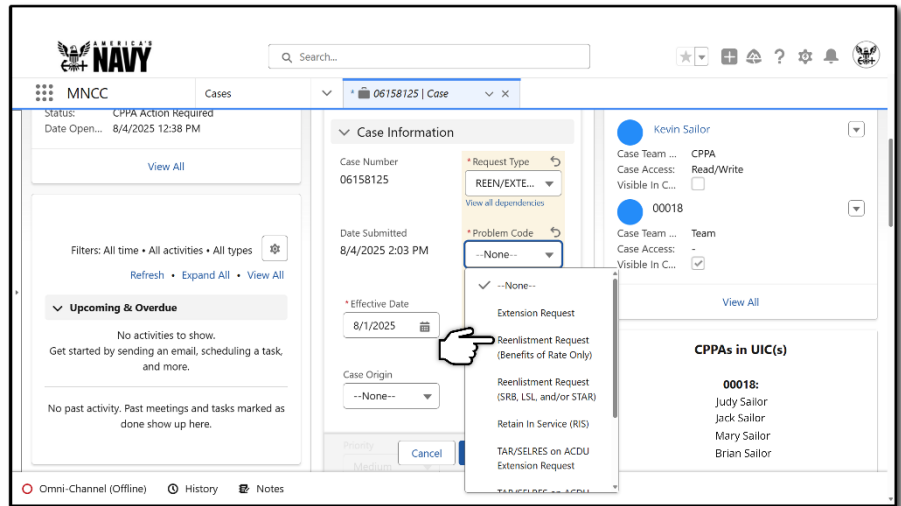 AMERICA'S
NAVY
Search...
MNCC
Cases
* 06158125 | Case
Status: CPPA Action Required
Date Open... 8/4/2025 12:38 PM
View All
Filters: All time • All activities • All types
Refresh • Expand All • View All
Upcoming & Overdue
No activities to show.
Get started by sending an email, scheduling a task,
and more.
No past activity. Past meetings and tasks marked as
done show up here.
Case Information
Case Number
06158125
*Request Type
REEN/EXTE...
View all dependencies
Date Submitted
8/4/2025 2:03 PM
*Problem Code
--None--
--None--
Extension Request
Reenlistment Request
(Benefits of Rate Only)
Reenlistment Request
(SRB, LSL, and/or STAR)
Retain In Service (RIS)
TAR/SELRES on ACDU
Extension Request
TAR/SELRES on ACDU
*Effective Date
8/1/2025
Case Origin
--None--
Priority
Medium
Cancel
Kevin Sailor
Case Team ... CPPA
Case Access: Read/Write
Visible In C...
00018
Case Team ... Team
Case Access: -
Visible In C...
View All
CPPAs in UIC(s)
00018:
Judy Sailor
Jack Sailor
Mary Sailor
Brian Sailor
Omni-Channel (Offline)
History
Notes